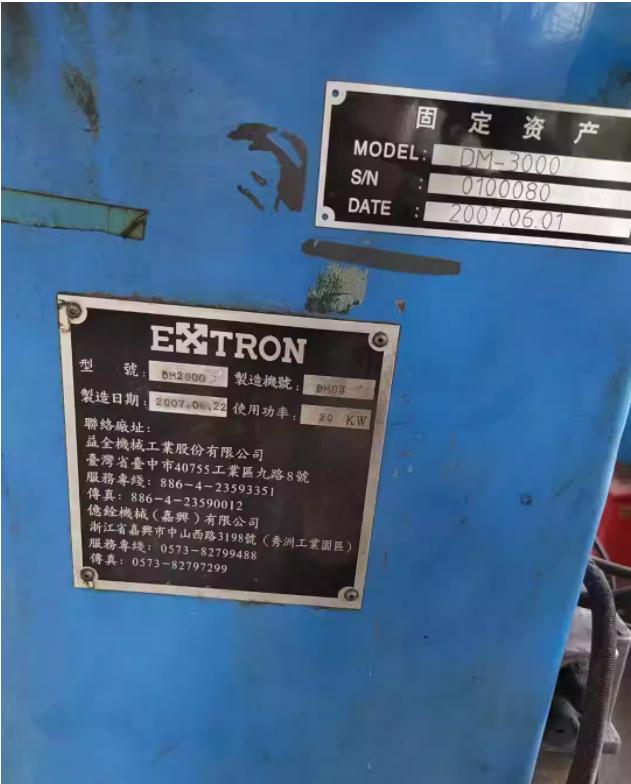 固定资产
MODEL: DM-3000
S/N : 0100080
DATE : 2007.06.01
EXTRON
型 號: 製造機號: DM03
製造日期: 2007.06.22 使用功率: 20 KW
聯絡廠址:
益全機械工業股份有限公司
臺灣省臺中市40755工業區九路8號
服務專綫: 886-4-23593351
傳真: 886-4-23590012
億銓機械(嘉興)有限公司
浙江省嘉興市中山西路3198號(秀洲工業園區)
服務專綫: 0573-82799488
傳真: 0573-82797299